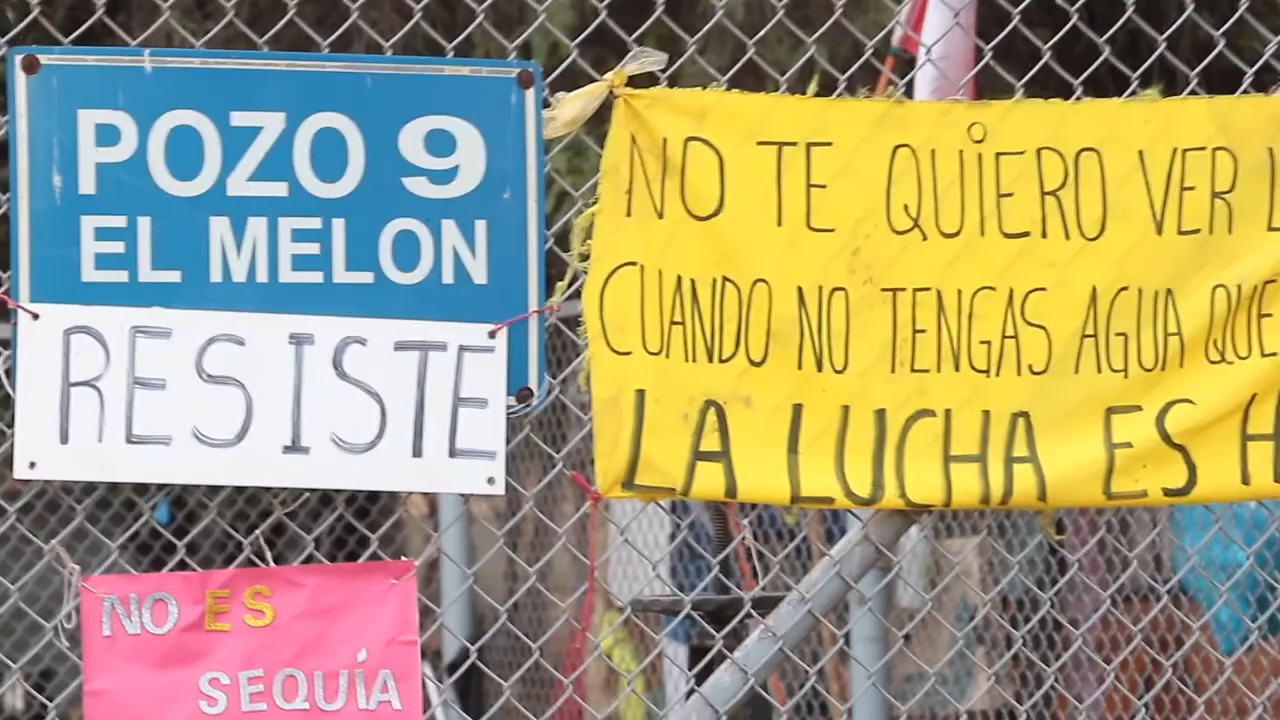 POZO 9
EL MELON
RESISTE
NO ES
SEQUÍA
NO TE QUIERO VER
CUANDO NO TENGAS AGUA QUE
LA LUCHA ES